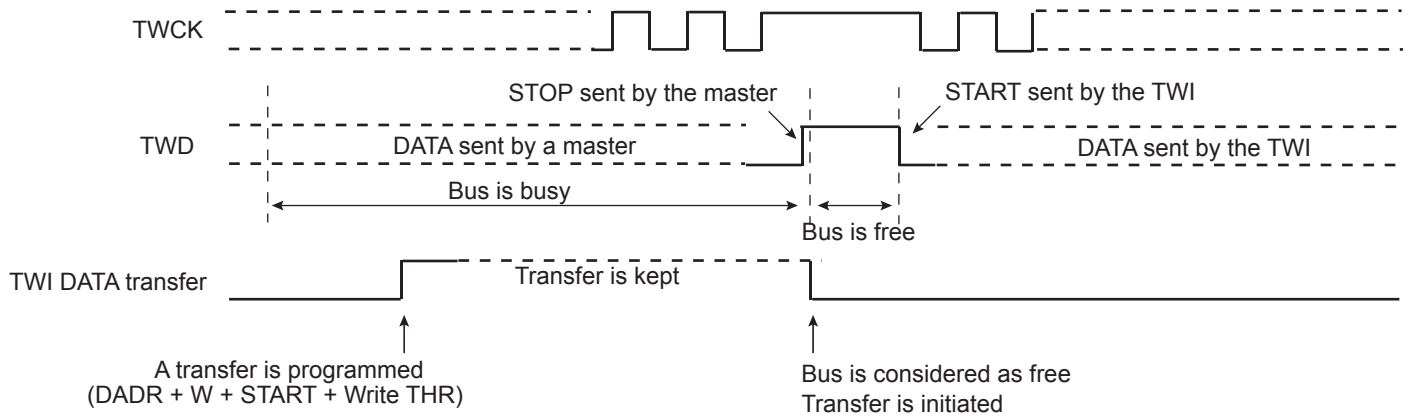 TWCK
STOP sent by the master
START sent by the TWI
TWD
DATA sent by a master
DATA sent by the TWI
Bus is busy
Bus is free
TWI DATA transfer
Transfer is kept
A transfer is programmed
(DADR + W + START + Write THR)
Bus is considered as free
Transfer is initiated